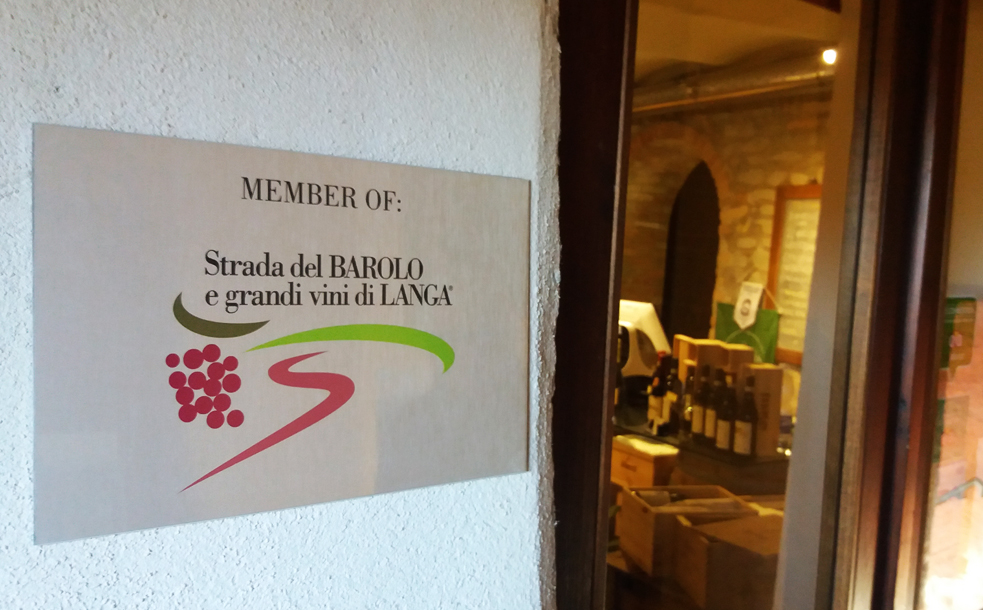 MEMBER OF:
Strada del BAROLO
e grandi vini di LANGA®